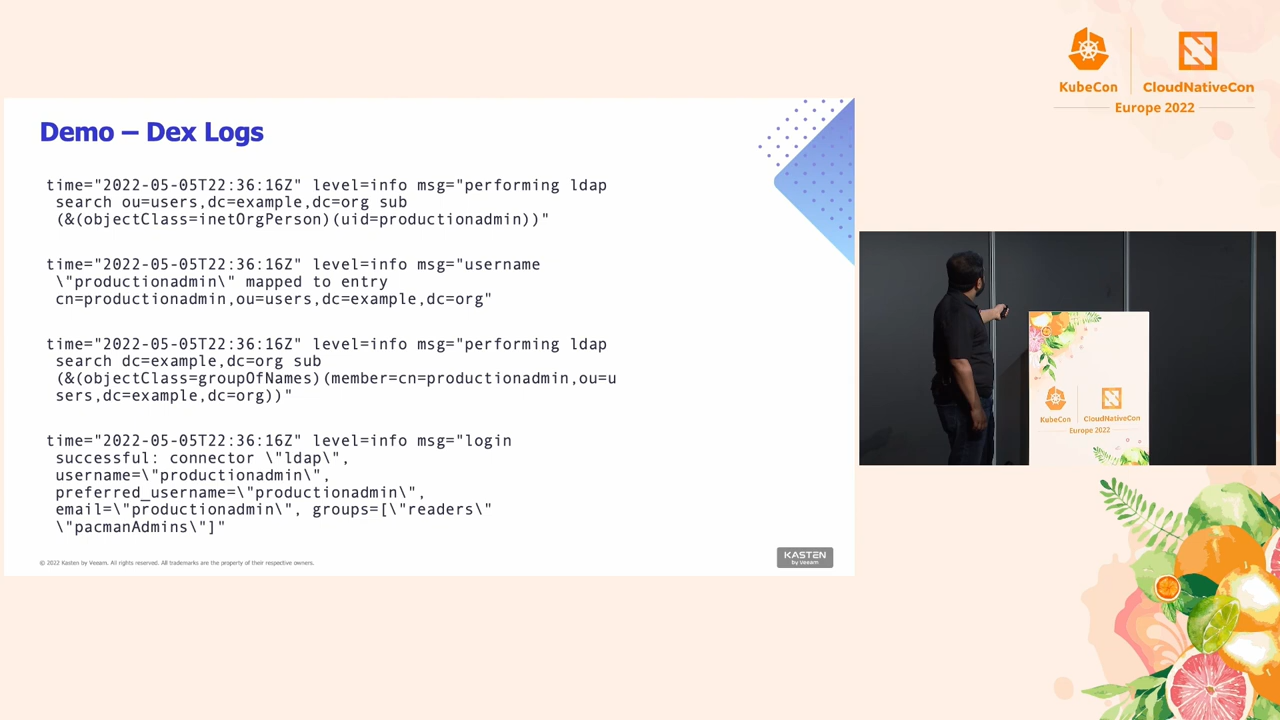 KubeCon
CloudNativeCon
Europe 2022
Demo – Dex Logs
time="2022-05-05T22:36:16Z" level=info msg="performing ldap
search ou=users,dc=example,dc=org sub
(&(objectClass=inetOrgPerson)(uid=productionadmin))"
time="2022-05-05T22:36:16Z" level=info msg="username
\"productionadmin\" mapped to entry
cn=productionadmin,ou=users,dc=example,dc=org"
time="2022-05-05T22:36:16Z" level=info msg="performing ldap
search dc=example,dc=org sub
(&(objectClass=groupOfNames)(member=cn=productionadmin,ou=u
sers,dc=example,dc=org))"
time="2022-05-05T22:36:16Z" level=info msg="login
successful: connector \"ldap\",
username=\"productionadmin\",
preferred_username=\"productionadmin\",
email=\"productionadmin\", groups=[\"readers\"
\"pacmanAdmins\"]"
© 2022 Kasten by Veeam. All rights reserved. All trademarks are the property of their respective owners.
KASTEN
by Veeam
KubeCon
CloudNativeCon
Europe 2022